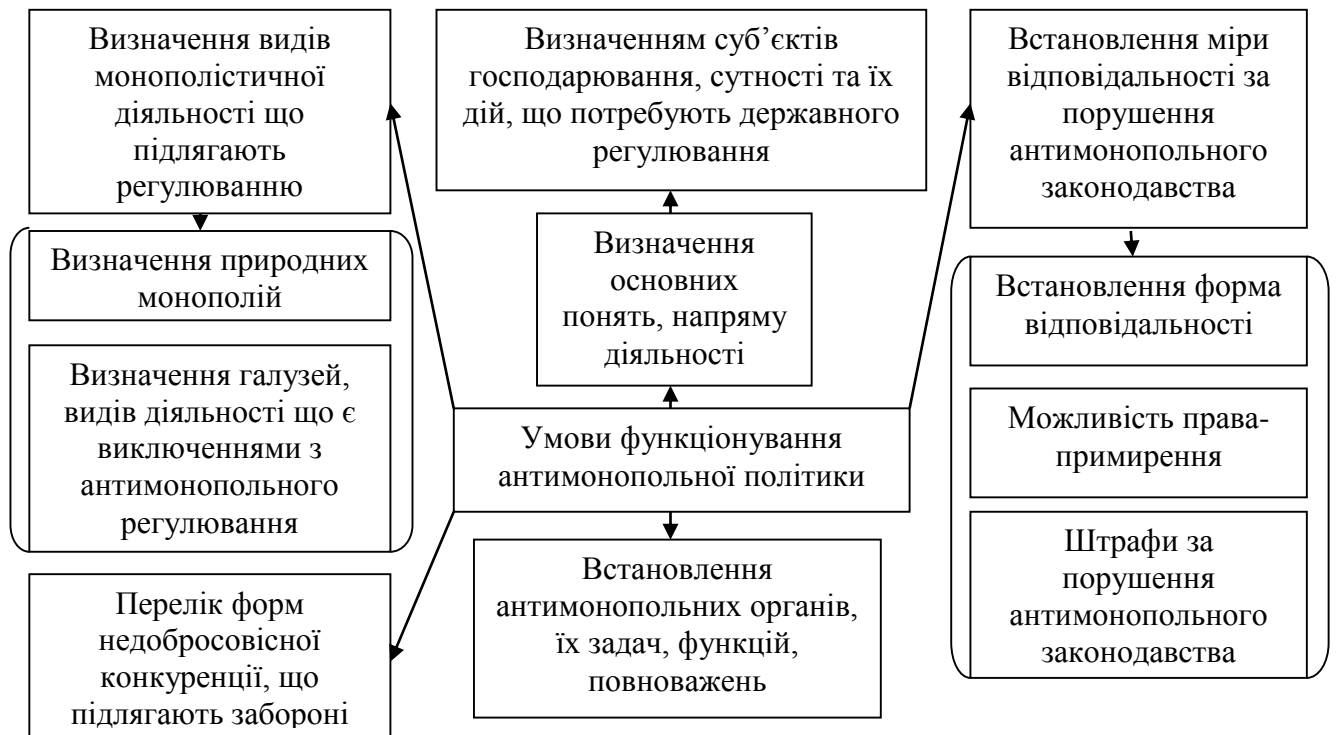 Визначення видів
монополістичної
діяльності що
підлягають
регулюванню
Визначенням суб’єктів
господарювання, сутності та їх
дій, що потребують державного
регулювання
Встановлення міри
відповідальності за
порушення
антимонопольного
законодавства
Визначення природних
монополій
Визначення
основних
понять, напряму
діяльності
Встановлення форма
відповідальності
Визначення галузей,
видів діяльності що є
виключеннями з
антимонопольного
регулювання
Умови функціонування
антимонопольної політики
Можливість права-
примирення
Штрафи за
порушення
антимонопольного
законодавства
Перелік форм
недобросовісної
конкуренції, що
підлягають забороні
Встановлення
антимонопольних органів,
їх задач, функцій,
повноважень